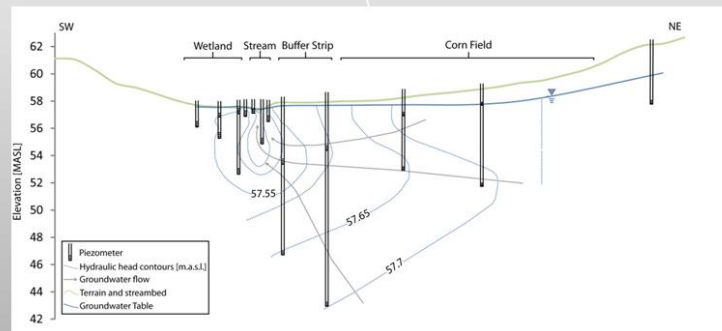 SW
NE
Wetland
Stream
Buffer Strip
Corn Field
62
60
58
56
54
52
50
48
46
44
42
Elevation [MASL]
57.55
57.65
57.7
Piezometer
Hydraulic head contours [m.a.s.l.]
Groundwater flow
Terrain and streambed
Groundwater Table